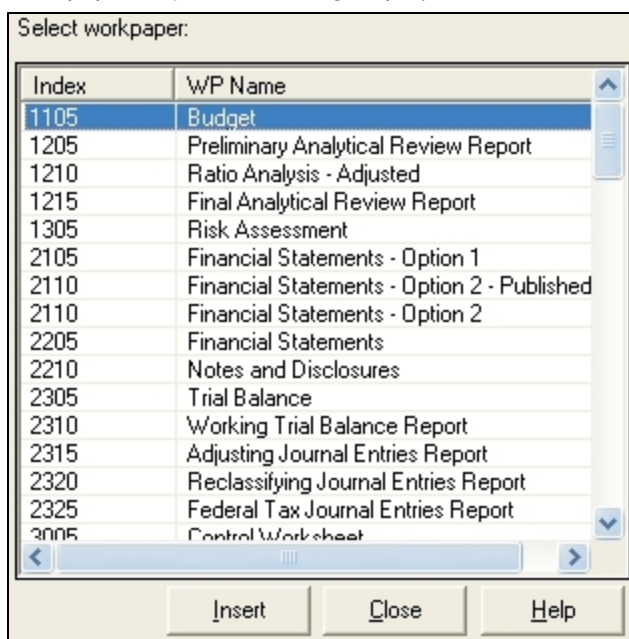 Select workpaper:
Index WP Name
1105 Budget
1205 Preliminary Analytical Review Report
1210 Ratio Analysis - Adjusted
1215 Final Analytical Review Report
1305 Risk Assessment
2105 Financial Statements - Option 1
2110 Financial Statements - Option 2 - Published
2110 Financial Statements - Option 2
2205 Financial Statements
2210 Notes and Disclosures
2305 Trial Balance
2310 Working Trial Balance Report
2315 Adjusting Journal Entries Report
2320 Reclassifying Journal Entries Report
2325 Federal Tax Journal Entries Report
3005 Control Worksheet
Insert Close Help